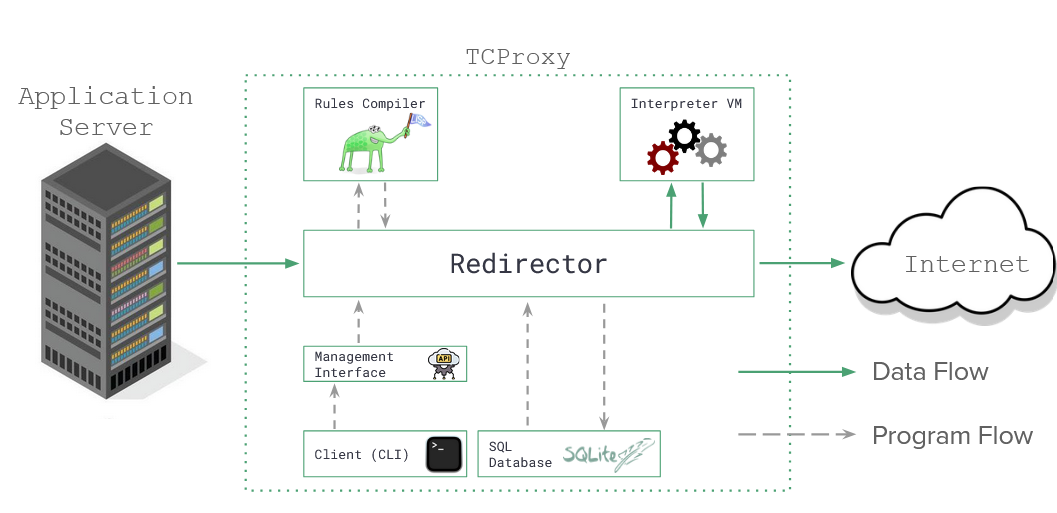 TCProxy
Application
Server
Rules Compiler
Interpreter VM
Redirector
Internet
Management
Interface
API
Data Flow
Program Flow
Client (CLI)
>_
SQL
Database
SQLite